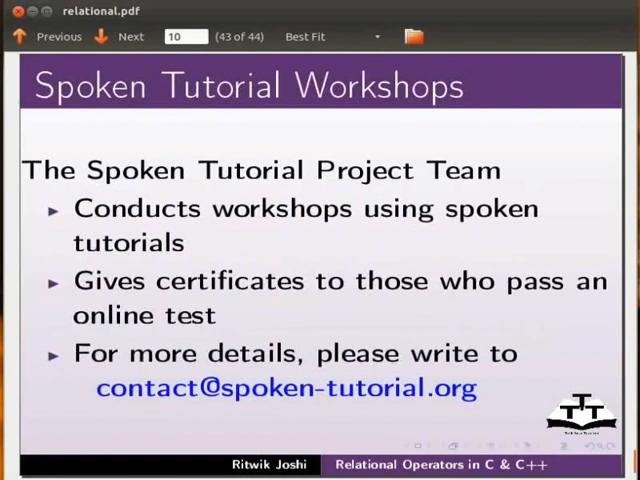 relational.pdf
Previous Next 10 (43 of 44) Best Fit
Spoken Tutorial Workshops
The Spoken Tutorial Project Team
Conducts workshops using spoken
tutorials
Gives certificates to those who pass an
online test
For more details, please write to
contact@spoken-tutorial.org
Ritwik Joshi Relational Operators in C & C++